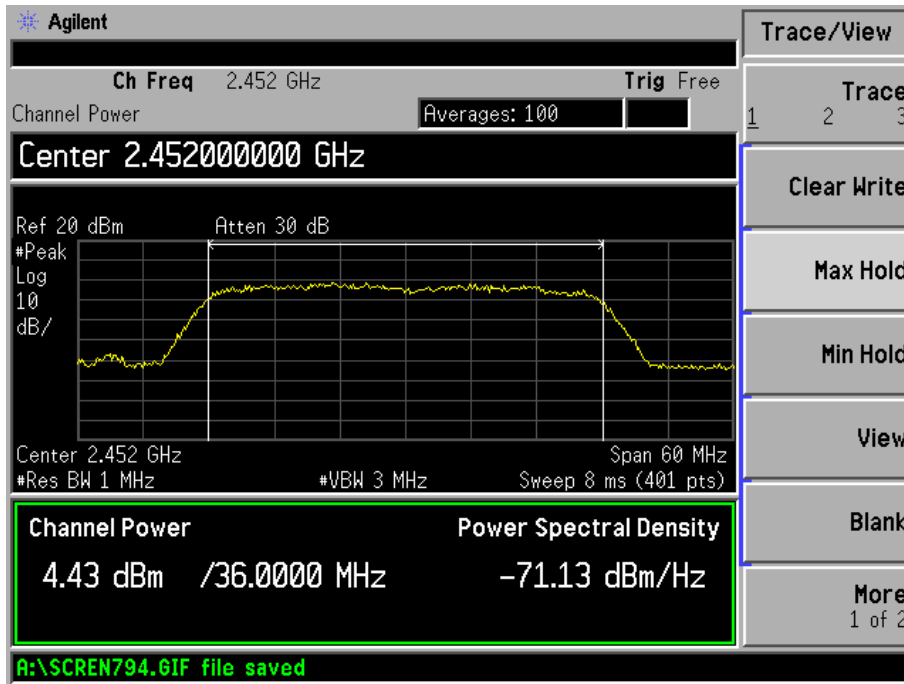 Agilent
Trace/View
Ch Freq 2.452 GHz Trig Free
Channel Power Averages: 100
Trace
1 2 3
Center 2.452000000 GHz
Clear Write
Ref 20 dBm Atten 30 dB
#Peak
Log
10
dB/
Max Hold
Min Hold
View
Center 2.452 GHz Span 60 MHz
#Res BW 1 MHz #VBW 3 MHz Sweep 8 ms (401 pts)
Channel Power Power Spectral Density
4.43 dBm /36.0000 MHz -71.13 dBm/Hz
Blank
More
1 of 2
A:\SCREN794.GIF file saved